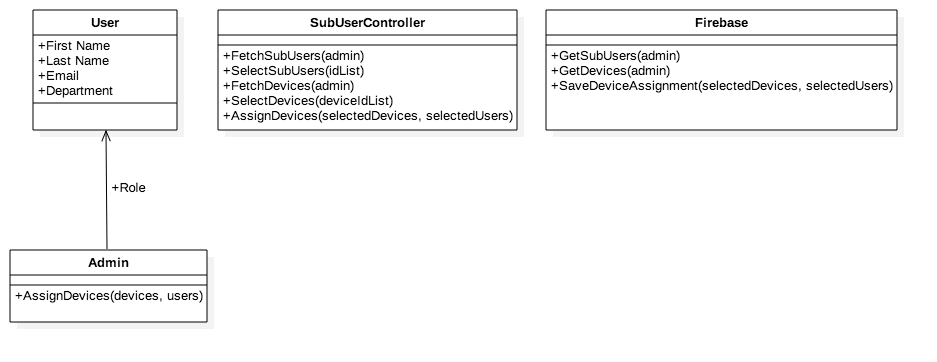 User
+First Name
+Last Name
+Email
+Department
SubUserController
+FetchSubUsers(admin)
+SelectSubUsers(idList)
+FetchDevices(admin)
+SelectDevices(deviceIdList)
+AssignDevices(selectedDevices, selectedUsers)
Firebase
+GetSubUsers(admin)
+GetDevices(admin)
+SaveDeviceAssignment(selectedDevices, selectedUsers)
+Role
Admin
+AssignDevices(devices, users)